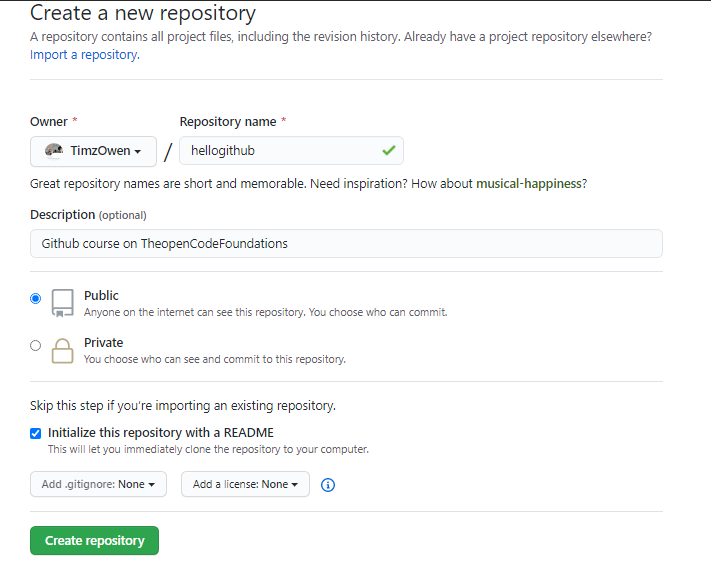 Create a new repository
A repository contains all project files, including the revision history. Already have a project repository elsewhere?
Import a repository.
Owner * Repository name *
TimzOwen / hellogithub
Great repository names are short and memorable. Need inspiration? How about musical-happiness?
Description (optional)
Github course on TheopenCodeFoundations
Public
Anyone on the internet can see this repository. You choose who can commit.
Private
You choose who can see and commit to this repository.
Skip this step if you're importing an existing repository.
Initialize this repository with a README
This will let you immediately clone the repository to your computer.
Add .gitignore: None Add a license: None
Create repository